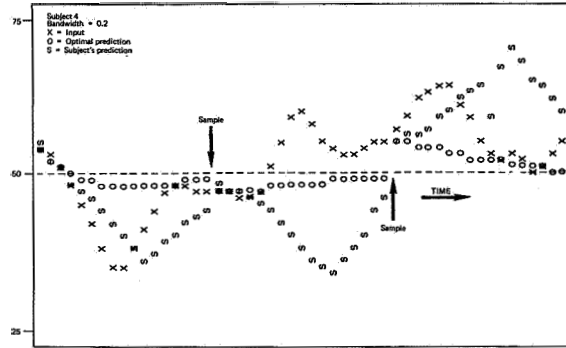 75
Subject 4
Bandwidth = 0.2
X = Input
O = Optimal prediction
S = Subject's prediction
Sample
50
TIME
Sample
25